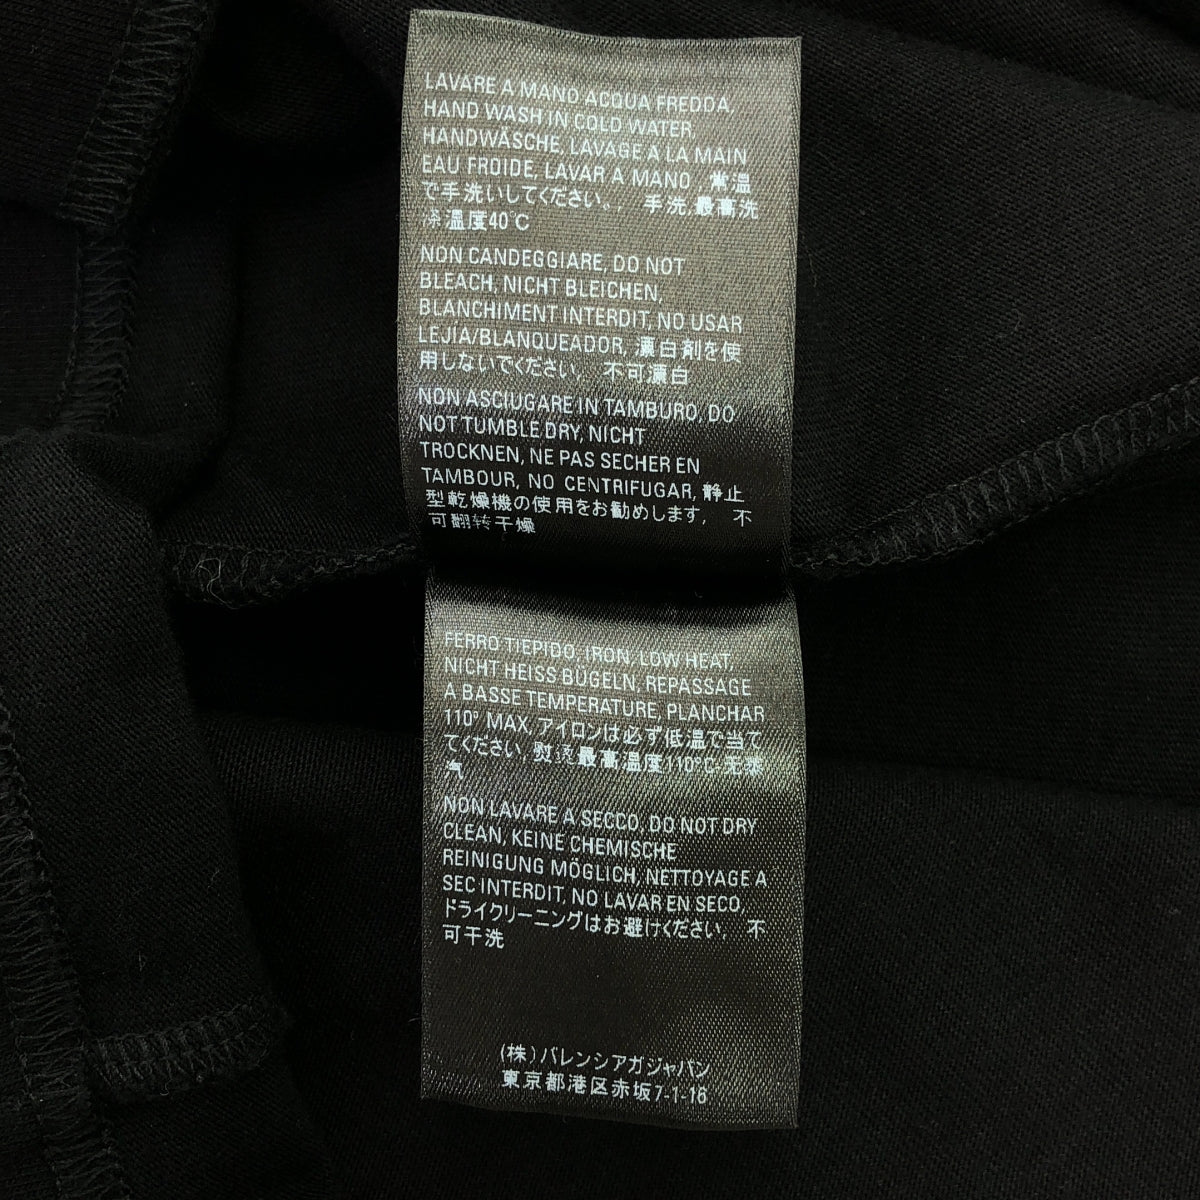 LAVARE A MANO ACQUA FREDDA,
HAND WASH IN COLD WATER,
HANDWÄSCHE, LAVAGE A LA MAIN
EAU FROIDE, LAVAR A MANO , 常温
で手洗いしてください。, 手洗,最高洗
涤温度40℃
NON CANDEGGIARE, DO NOT
BLEACH, NICHT BLEICHEN,
BLANCHIMENT INTERDIT, NO USAR
LEJÍA/BLANQUEADOR, 漂白剤を使
用しないでください, 不可漂白
NON ASCIUGARE IN TAMBURO, DO
NOT TUMBLE DRY, NICHT
TROCKNEN, NE PAS SECHER EN
TAMBOUR, NO CENTRIFUGAR, 静止
型乾燥機の使用をお勧めします, 不
可翻转干燥
FERRO TIEPIDO, IRON, LOW HEAT,
NICHT HEISS BÜGELN, REPASSAGE
A BASSE TEMPERATURE, PLANCHAR
110° MAX, アイロンは必ず低温で当て
てください, 熨烫最高温度110℃ 无蒸
汽
NON LAVARE A SECCO, DO NOT DRY
CLEAN, KEINE CHEMISCHE
REINIGUNG MÖGLICH, NETTOYAGE A
SEC INTERDIT, NO LAVAR EN SECO
ドライクリーニングはお避けください, 不
可干洗
(株)バレンシアガジャパン
東京都港区赤坂7-1-16